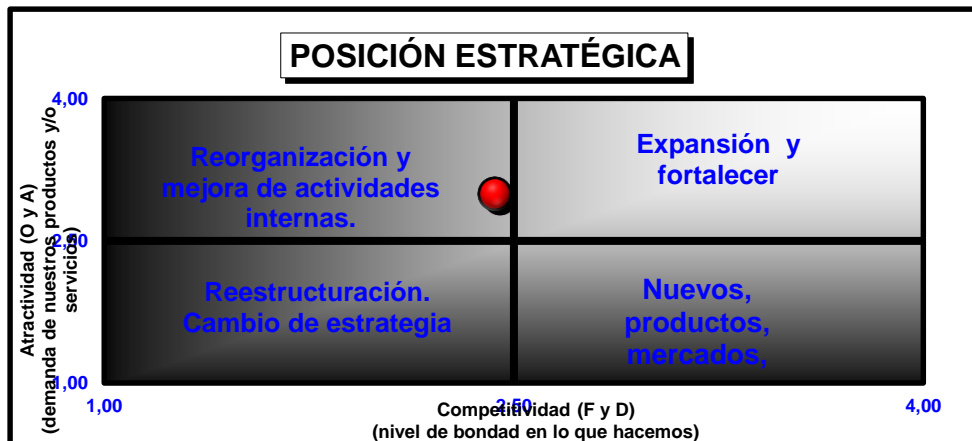 POSICIÓN ESTRATÉGICA
4,00
Reorganización y
mejora de actividades
internas.
Expansión y
fortalecer
2,50
Reestructuración.
Cambio de estrategia
Nuevos,
productos,
mercados,
1,00
1,00
2,50
4,00
Atractividad (O y A)
(demanda de nuestros productos y/o
servicios)
Competitividad (F y D)
(nivel de bondad en lo que hacemos)